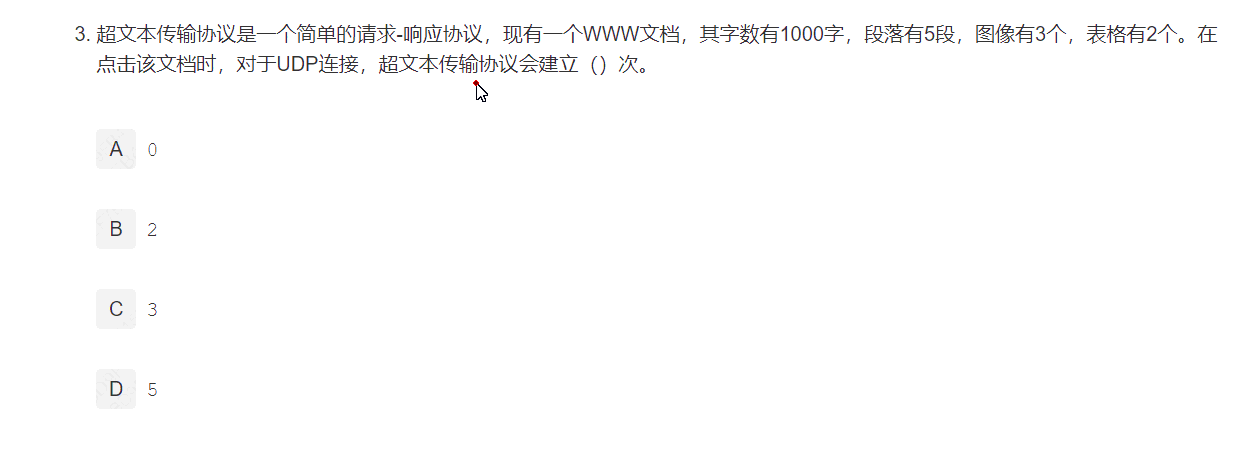 3. 超文本传输协议是一个简单的请求-响应协议，现有一个WWW文档，其字数有1000字，段落有5段，图像有3个，表格有2个。在
点击该文档时，对于UDP连接，超文本传输协议会建立（）次。
A 0
B 2
C 3
D 5